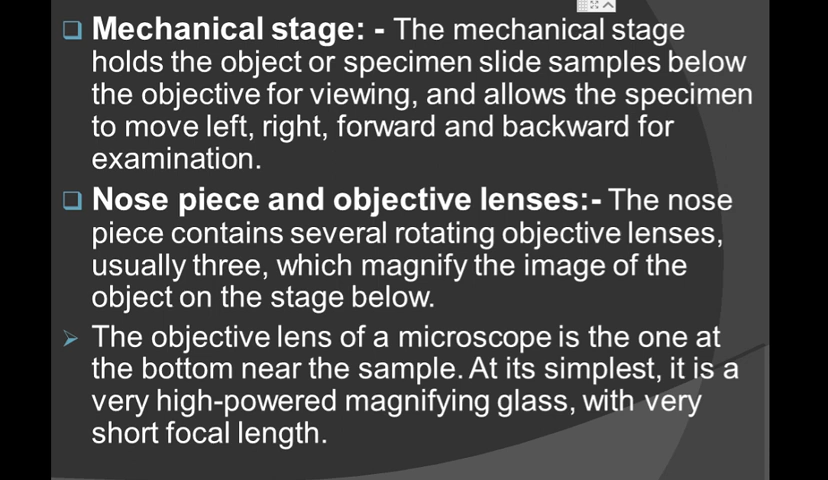 ❑ Mechanical stage: - The mechanical stage
holds the object or specimen slide samples below
the objective for viewing, and allows the specimen
to move left, right, forward and backward for
examination.
❑ Nose piece and objective lenses:- The nose
piece contains several rotating objective lenses,
usually three, which magnify the image of the
object on the stage below.
➢ The objective lens of a microscope is the one at
the bottom near the sample. At its simplest, it is a
very high-powered magnifying glass, with very
short focal length.